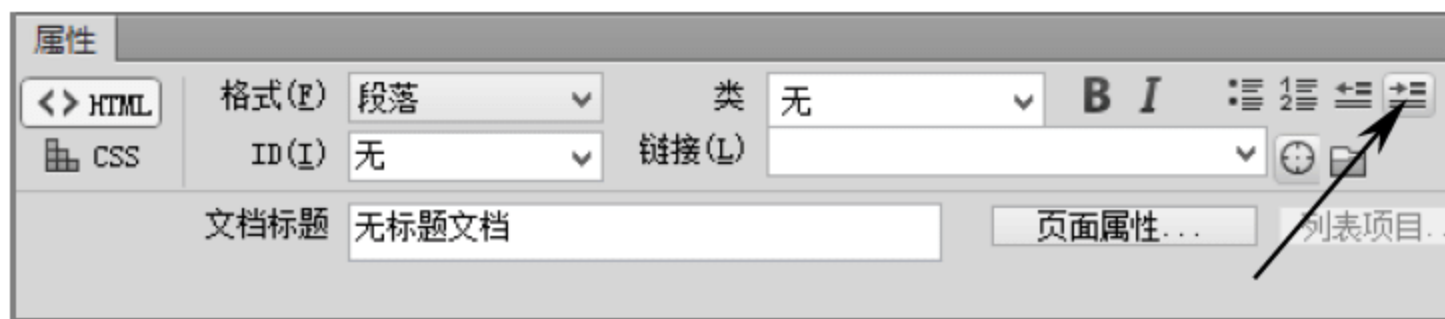 属性
<> HTML 格式(F) 段落 类 无 B I
CSS ID(I) 无 链接(L)
文档标题 无标题文档 页面属性... 列表项目..